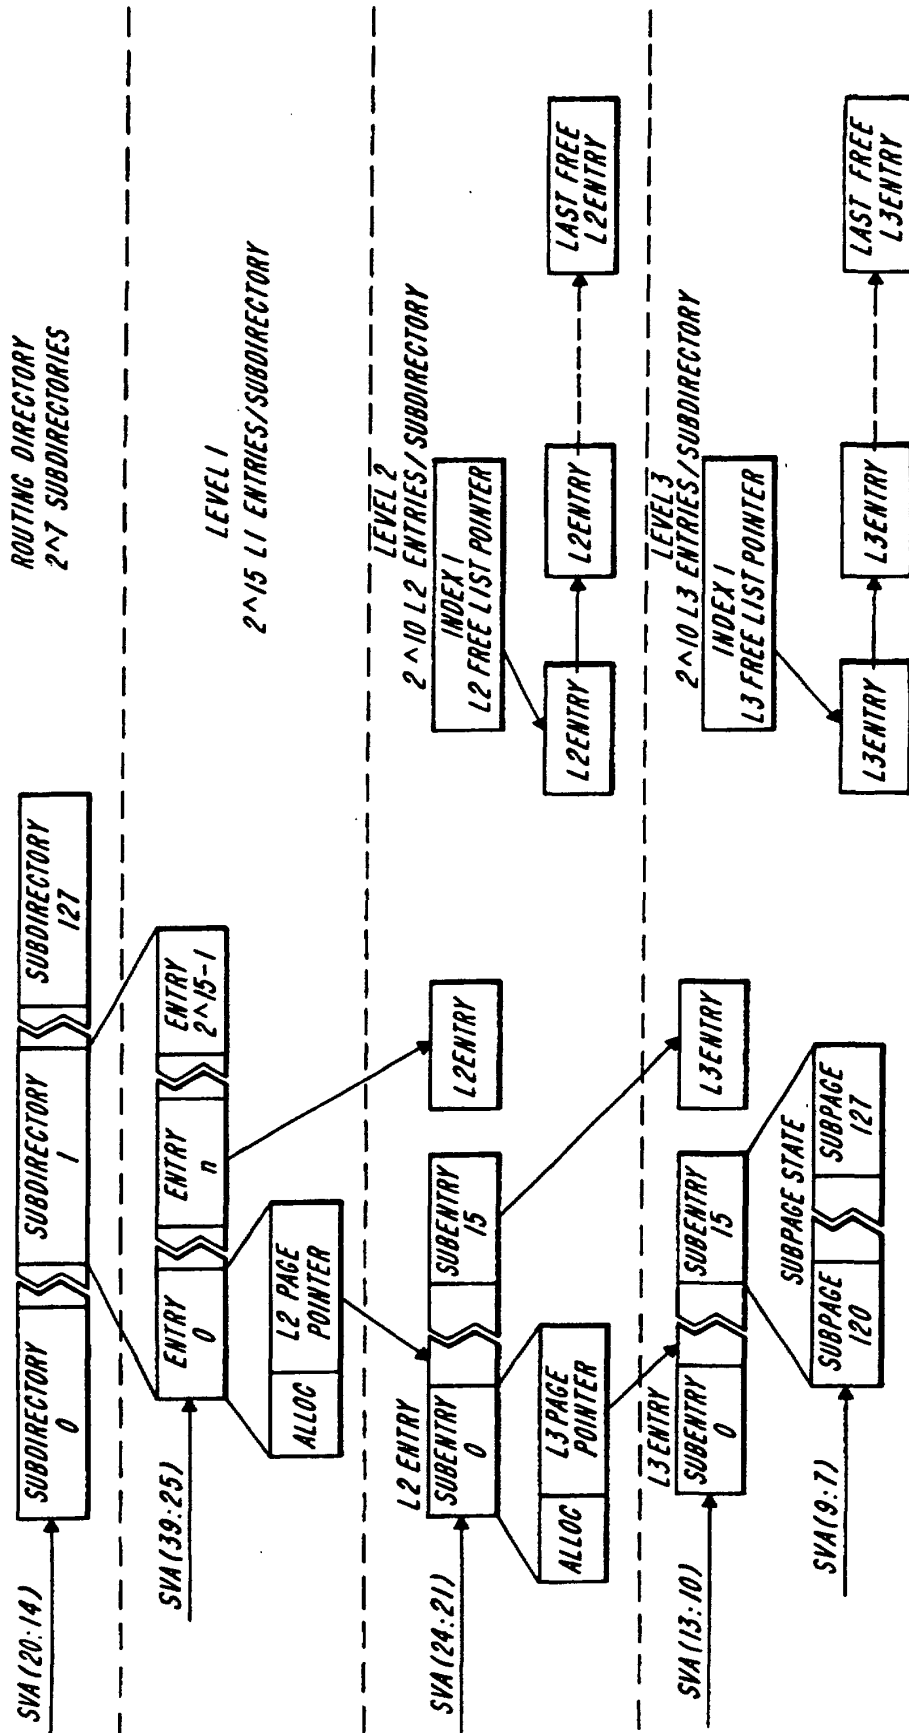 ROUTING DIRECTORY
2^7 SUBDIRECTORIES
SVA(20:14)
SUBDIRECTORY
0
SUBDIRECTORY
1
SUBDIRECTORY
127
LEVEL 1
2^15 L1 ENTRIES/SUBDIRECTORY
SVA(39:25)
ENTRY
0
ENTRY
n
ENTRY
2^15-1
ALLOC
L2 PAGE
POINTER
LEVEL 2
2^10 L2 ENTRIES/SUBDIRECTORY
L2 ENTRY
SVA(24:21)
SUBENTRY
0
SUBENTRY
15
L2ENTRY
INDEX 1
L2 FREE LIST POINTER
ALLOC
L3 PAGE
POINTER
L2ENTRY
L2ENTRY
LAST FREE
L2ENTRY
LEVEL 3
2^10 L3 ENTRIES/SUBDIRECTORY
L3 ENTRY
SVA(13:10)
SUBENTRY
0
SUBENTRY
15
L3ENTRY
INDEX 1
L3 FREE LIST POINTER
SUBPAGE STATE
SVA(9:7)
SUBPAGE
120
SUBPAGE
127
L3ENTRY
L3ENTRY
LAST FREE
L3ENTRY